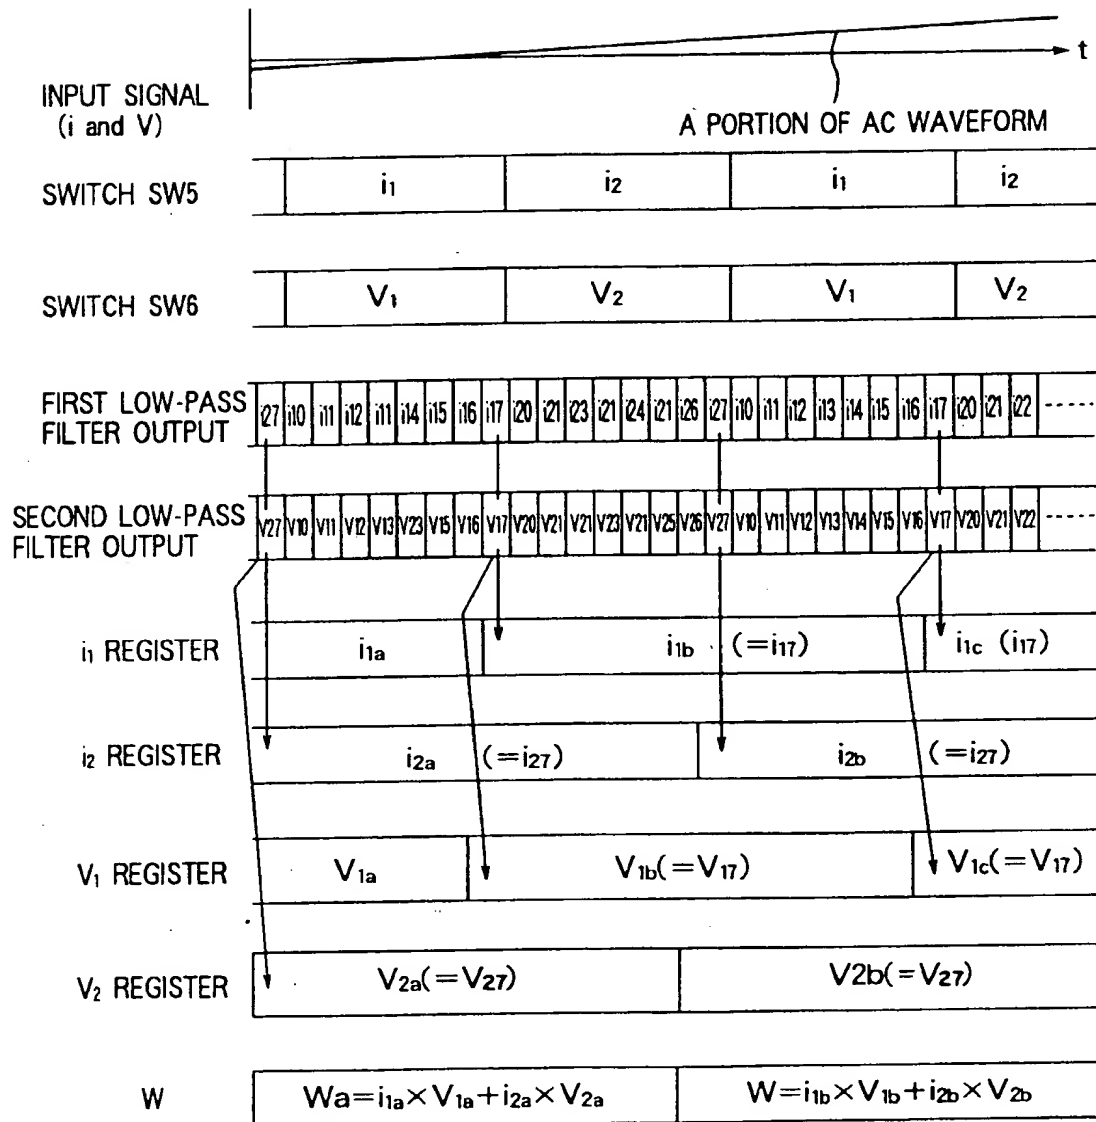 t
INPUT SIGNAL
(i and V)
A PORTION OF AC WAVEFORM
SWITCH SW5 i1 i2 i1 i2
SWITCH SW6 V1 V2 V1 V2
FIRST LOW-PASS
FILTER OUTPUT
i27 i10 i11 i12 i11 i14 i15 i16 i17 i20 i21 i23 i21 i24 i21 i26 i27 i10 i11 i12 i13 i14 i15 i16 i17 i20 i21 i22 -----
SECOND LOW-PASS
FILTER OUTPUT
V27 V10 V11 V12 V13 V23 V15 V16 V17 V20 V21 V21 V23 V21 V25 V26 V27 V10 V11 V12 V13 V14 V15 V16 V17 V20 V21 V22 -----
i1 REGISTER i1a i1b (=i17) i1c (i17)
i2 REGISTER i2a (=i27) i2b (=i27)
V1 REGISTER V1a V1b(=V17) V1c(=V17)
V2 REGISTER V2a(=V27) V2b(=V27)
W Wa=i1a×V1a+i2a×V2a W=i1b×V1b+i2b×V2b